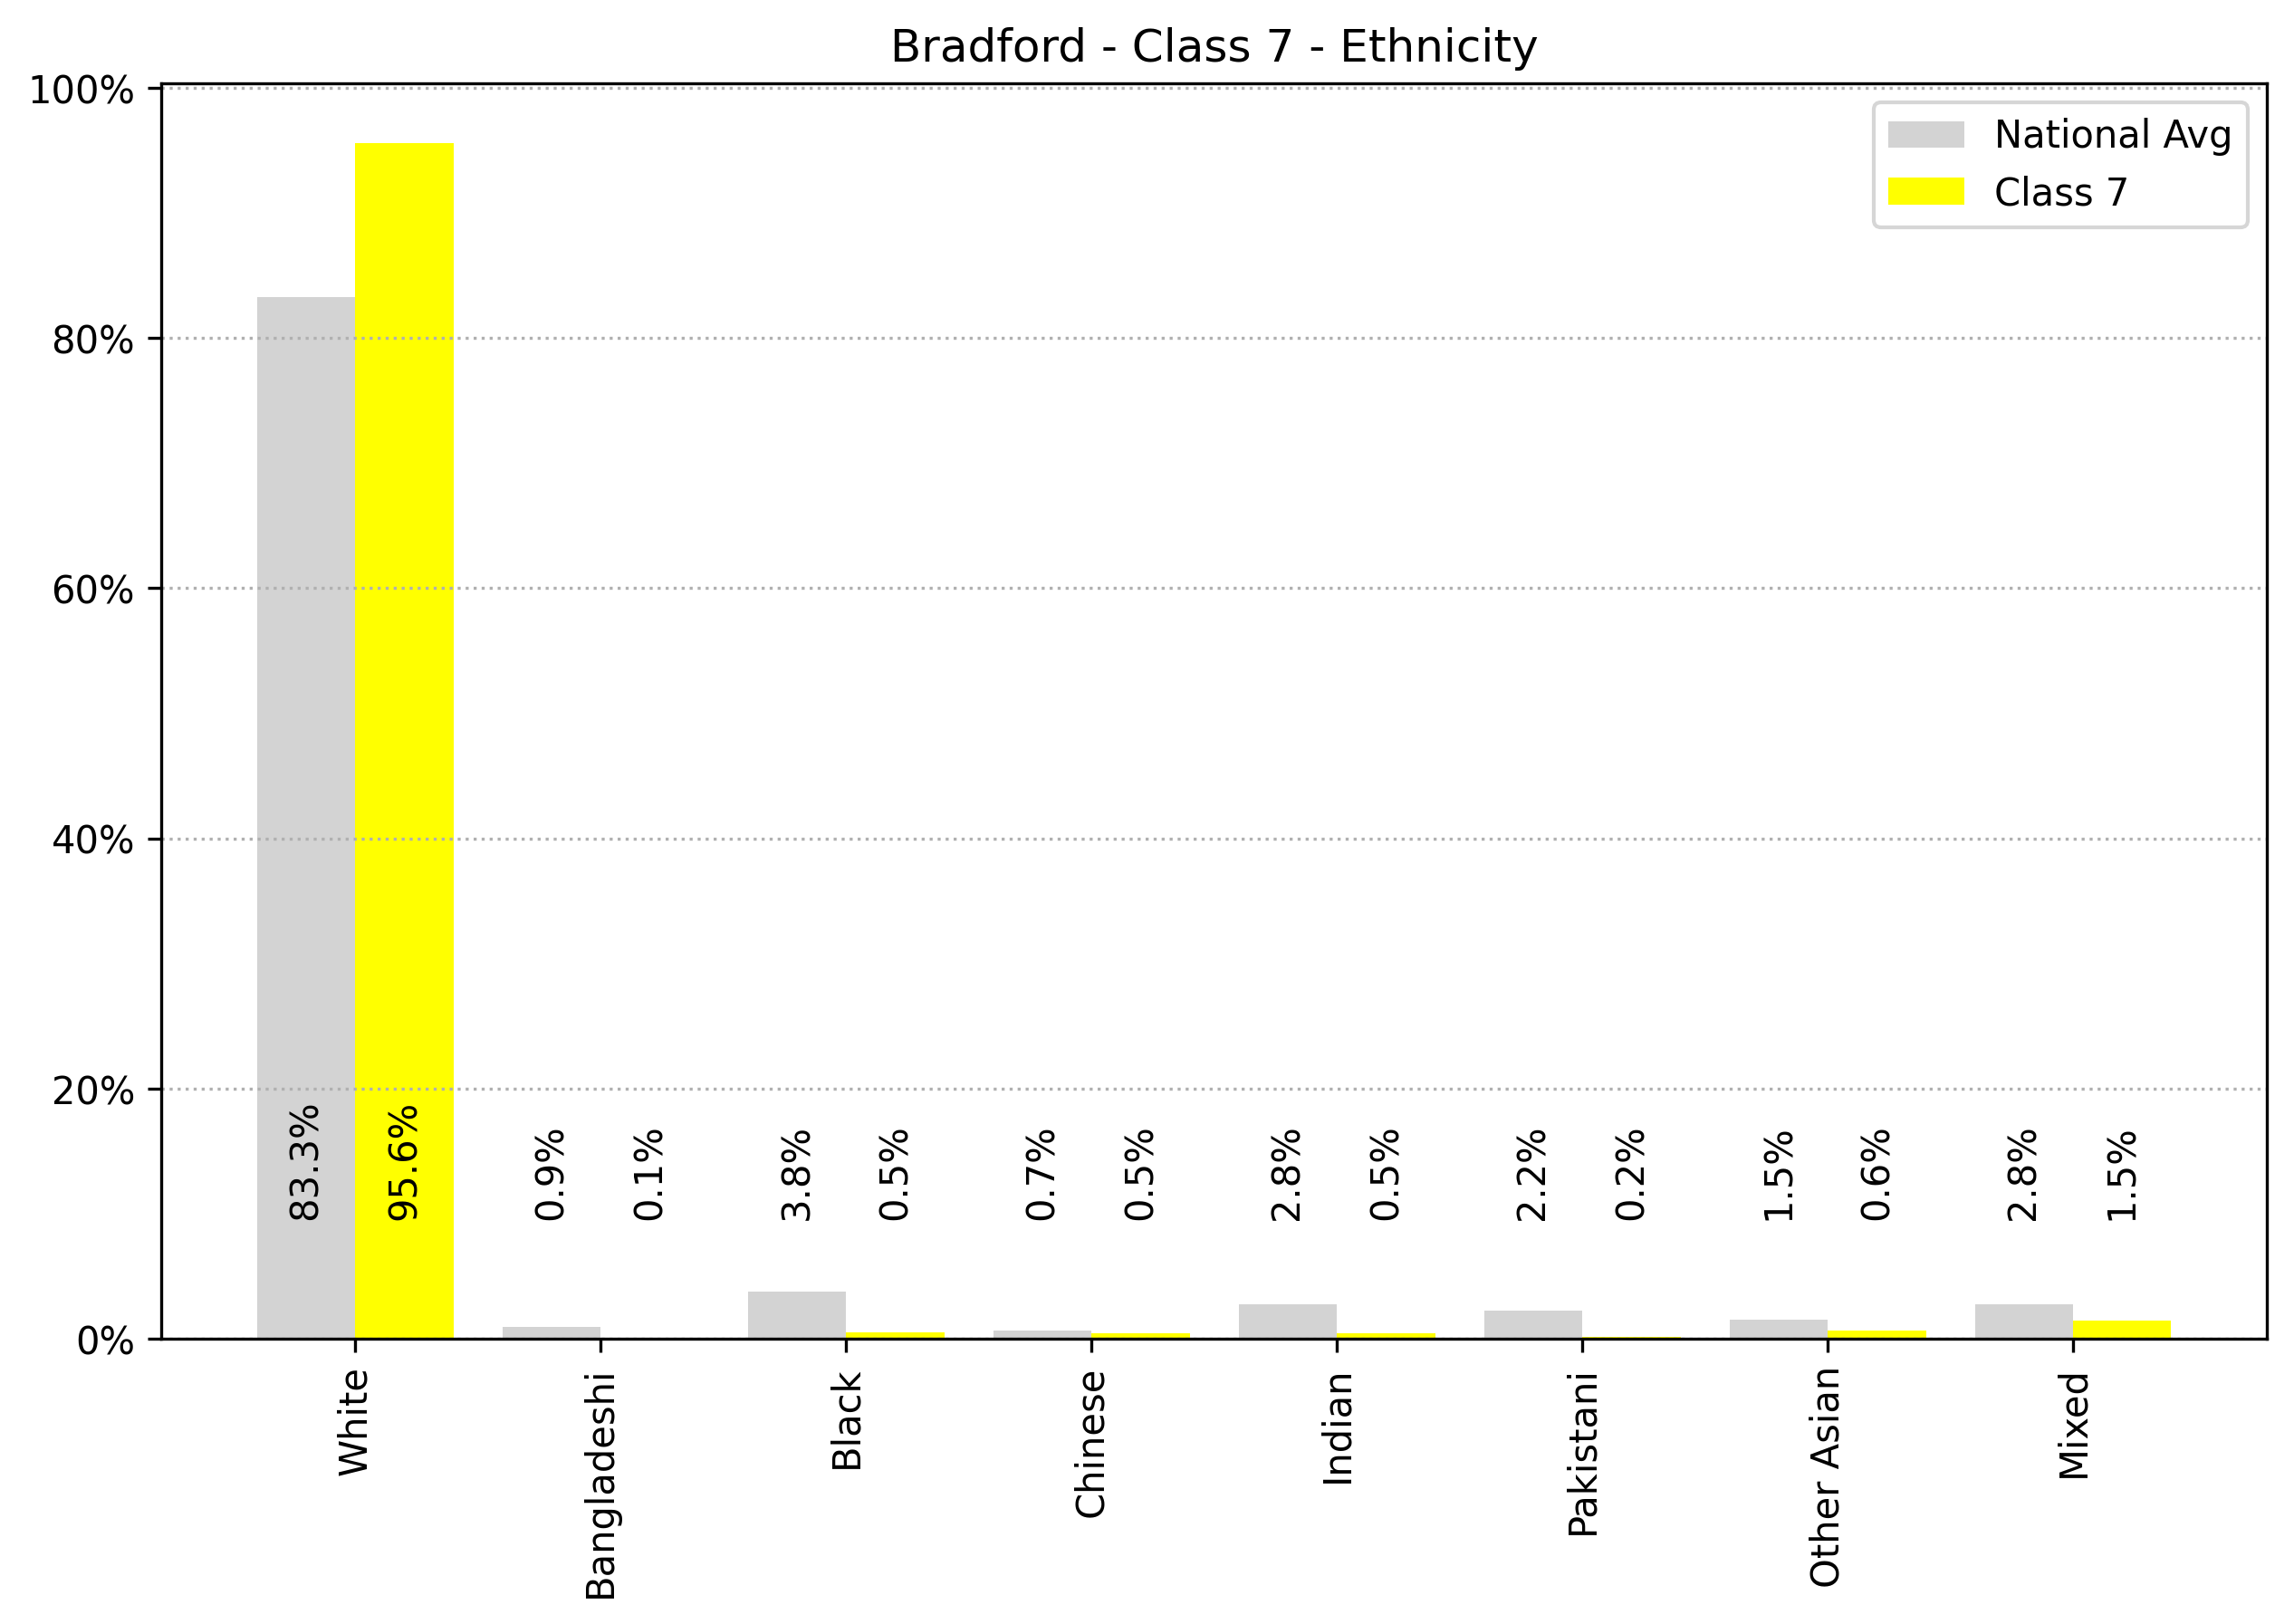 Bradford - Class 7 - Ethnicity
100%
80%
60%
40%
20%
0%
National Avg
Class 7
83.3%
95.6%
0.9%
0.1%
3.8%
0.5%
0.7%
0.5%
2.8%
0.5%
2.2%
0.2%
1.5%
0.6%
2.8%
1.5%
White
Bangladeshi
Black
Chinese
Indian
Pakistani
Other Asian
Mixed